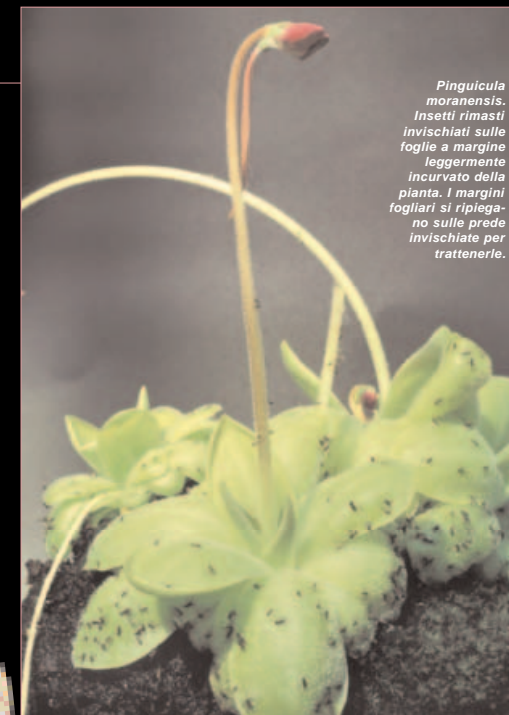 Pinguicula
moranensis.
Insetti rimasti
invischiati sulle
foglie a margine
leggermente
incurvato della
pianta. I margini
fogliari si ripiega-
no sulle prede
invischiate per
trattenerle.